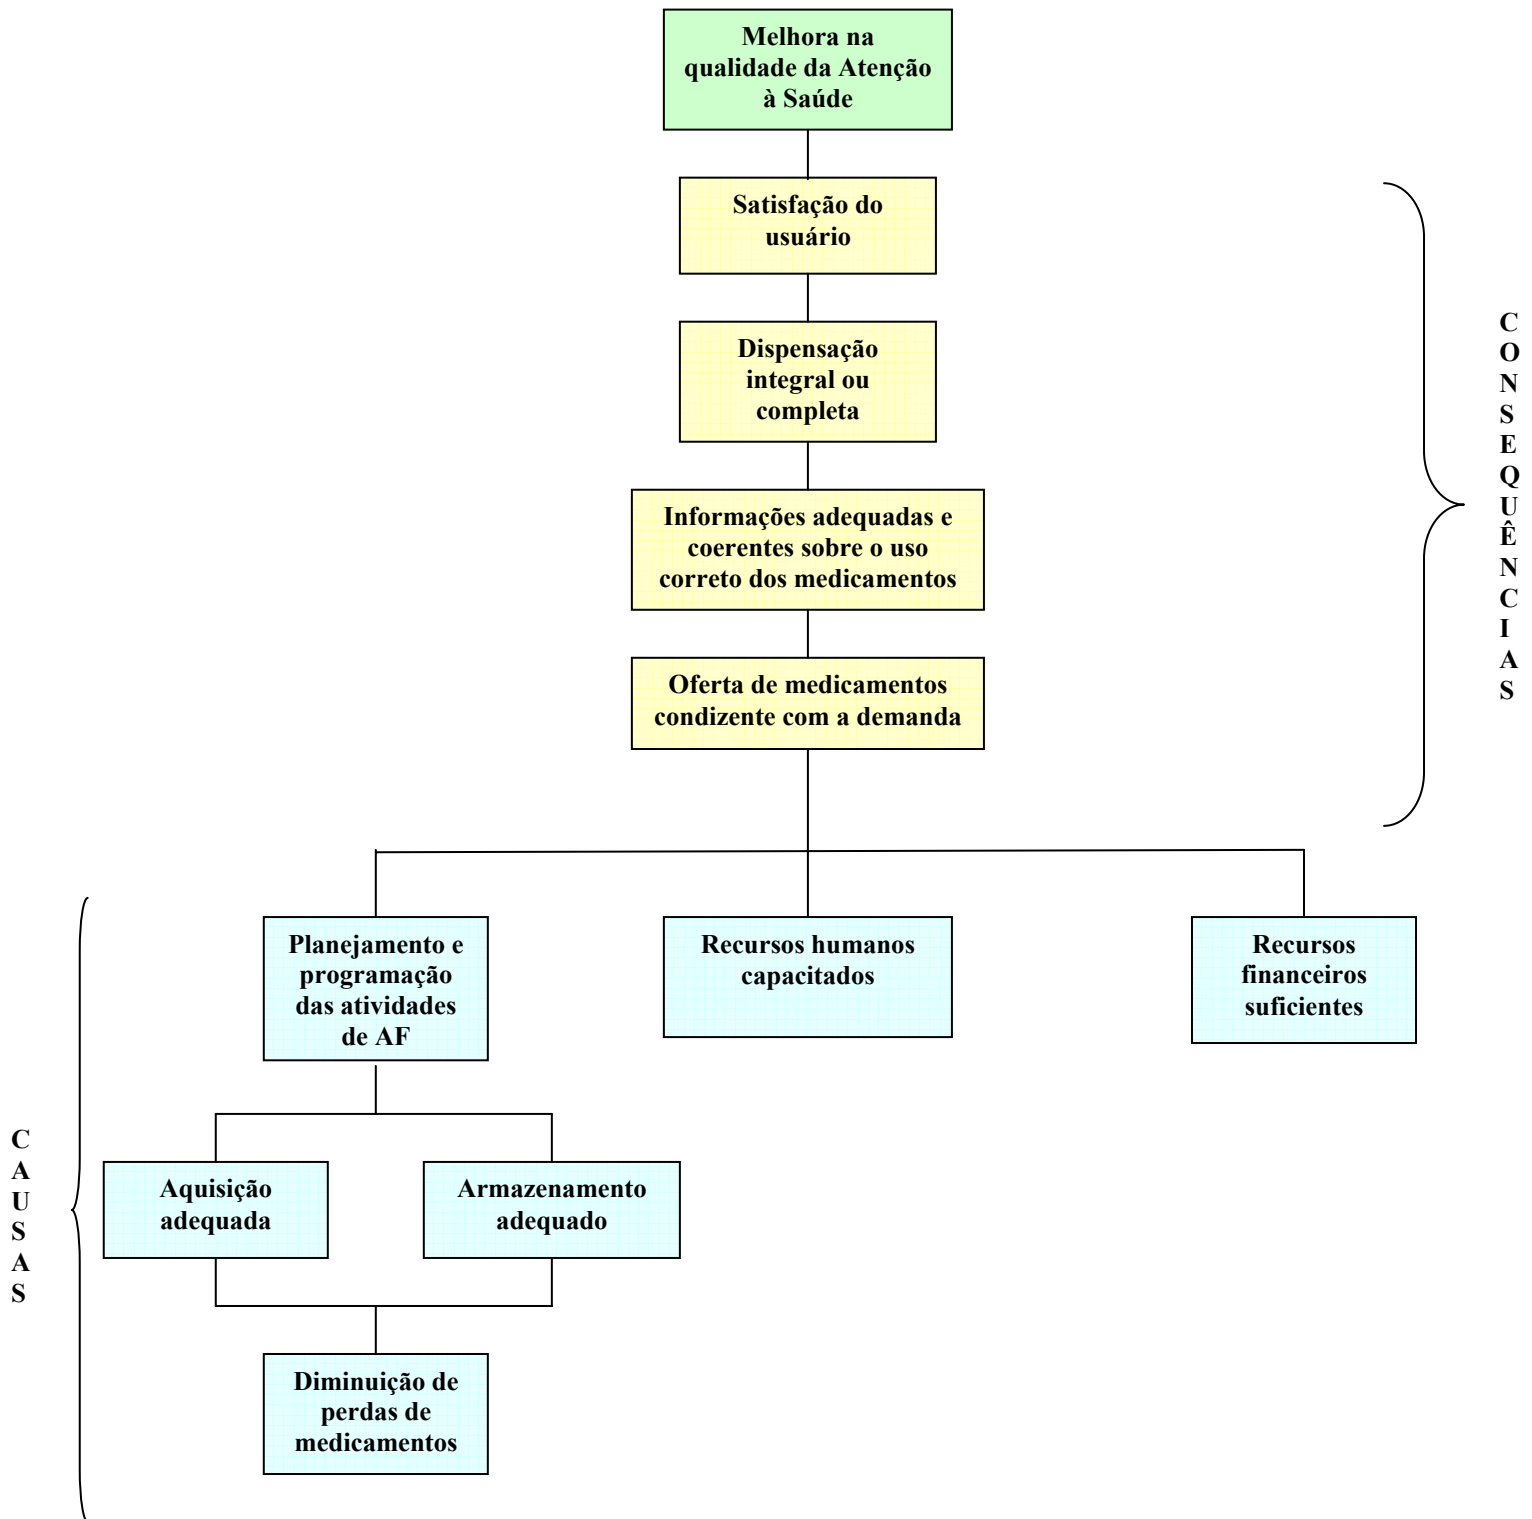 Melhora na
qualidade da Atenção
à Saúde
Satisfação do
usuário
Dispensação
integral ou
completa
Informações adequadas e
coerentes sobre o uso
correto dos medicamentos
Oferta de medicamentos
condizente com a demanda
CONSEQUÊNCIAS
Planejamento e
programação
das atividades
de AF
Recursos humanos
capacitados
Recursos
financeiros
suficientes
CAUSAS
Aquisição
adequada
Armazenamento
adequado
Diminuição de
perdas de
medicamentos